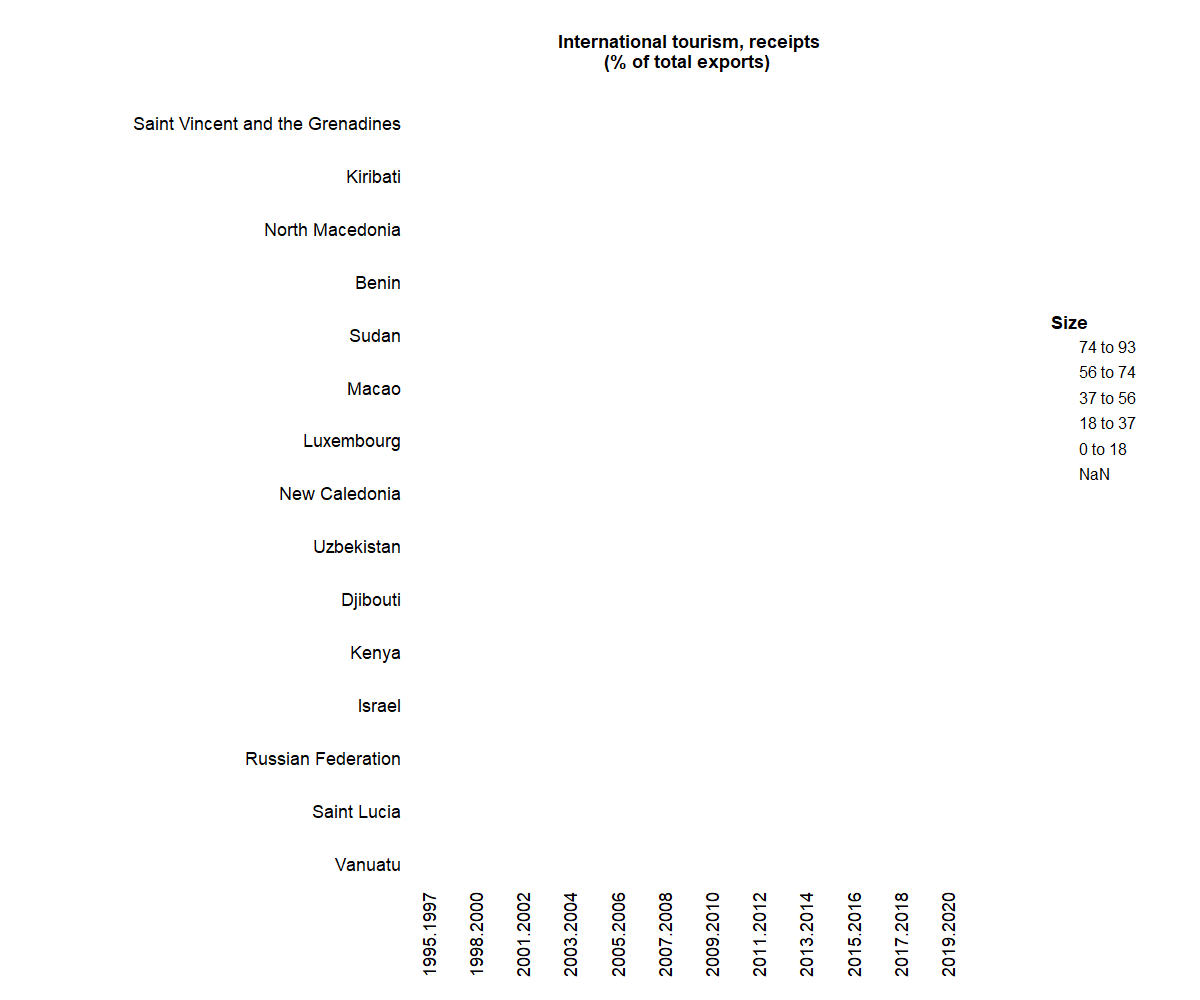 International tourism, receipts
(% of total exports)
Saint Vincent and the Grenadines
Kiribati
North Macedonia
Benin
Sudan
Macao
Luxembourg
New Caledonia
Uzbekistan
Djibouti
Kenya
Israel
Russian Federation
Saint Lucia
Vanuatu
1995.1997
1998.2000
2001.2002
2003.2004
2005.2006
2007.2008
2009.2010
2011.2012
2013.2014
2015.2016
2017.2018
2019.2020
Size
74 to 93
56 to 74
37 to 56
18 to 37
0 to 18
NaN